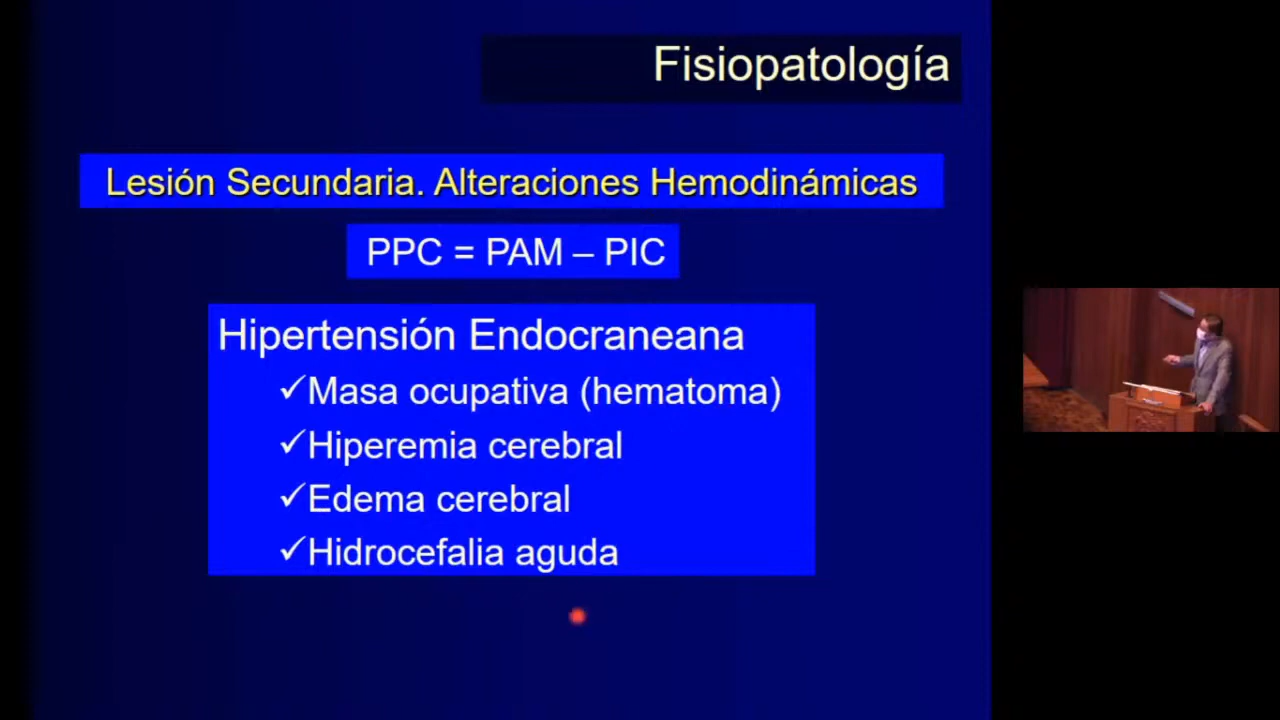 Fisiopatología
Lesión Secundaria. Alteraciones Hemodinámicas
PPC = PAM – PIC
Hipertensión Endocraneana
✓Masa ocupativa (hematoma)
✓Hiperemia cerebral
✓Edema cerebral
✓Hidrocefalia aguda